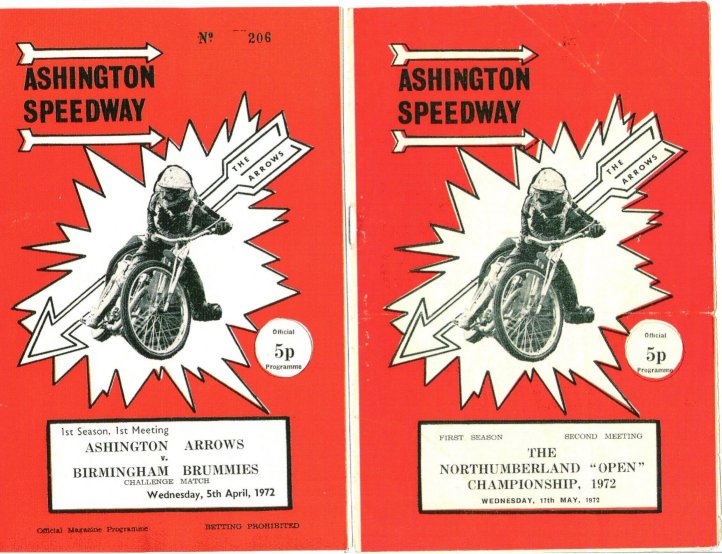 Nº 206
ASHINGTON
SPEEDWAY
THE
ARROWS
Official
5p
Programme
1st Season, 1st Meeting
ASHINGTON ARROWS
v.
BIRMINGHAM BRUMMIES
CHALLENGE MATCH
Wednesday, 5th April, 1972
Official Magazine Programme BETTING PROHIBITED
ASHINGTON
SPEEDWAY
THE
ARROWS
Official
5p
Programme
FIRST SEASON SECOND MEETING
THE
NORTHUMBERLAND "OPEN"
CHAMPIONSHIP, 1972
WEDNESDAY, 17th MAY, 1972